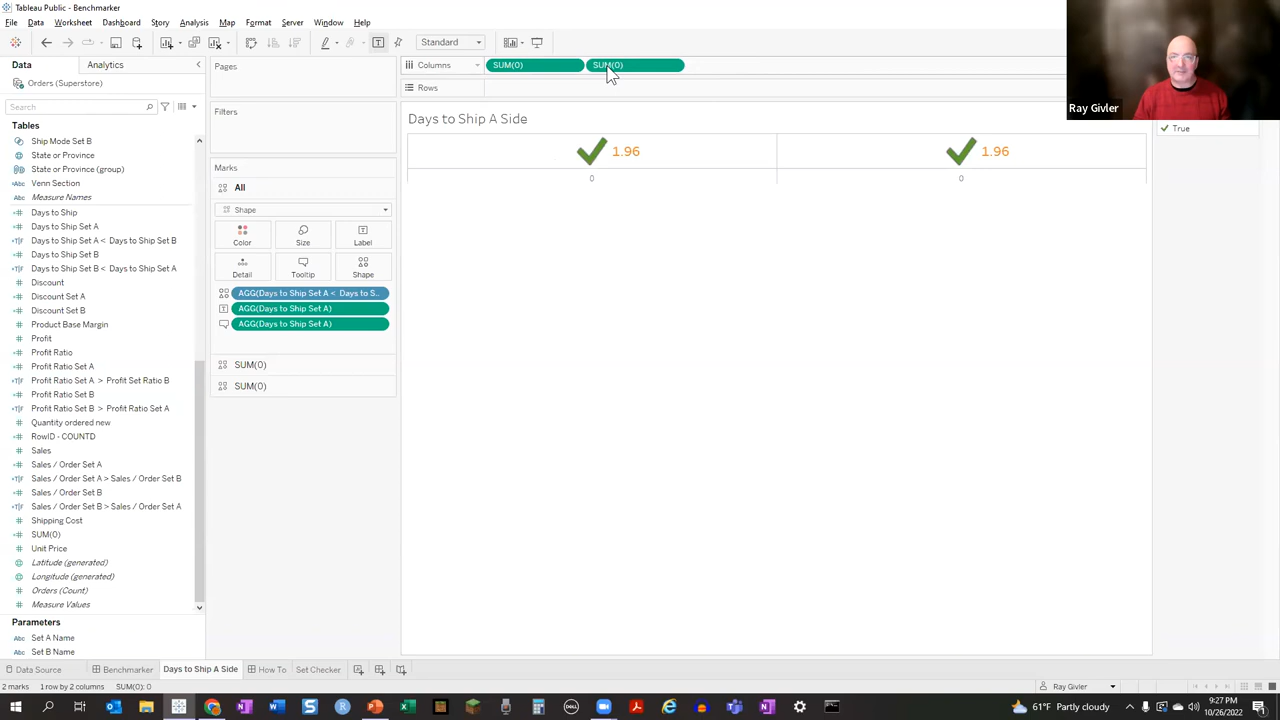 Tableau Public - Benchmarker
File Data Worksheet Dashboard Story Analysis Map Format Server Window Help
Standard
Data Analytics
Orders (Superstore)
Search
Tables
Ship Mode Set B
State or Province
State or Province (group)
Abc Venn Section
Abc Measure Names
Days to Ship
Days to Ship Set A
Days to Ship Set A < Days to Ship Set B
Days to Ship Set B
Days to Ship Set B < Days to Ship Set A
Discount
Discount Set A
Discount Set B
Product Base Margin
Profit
Profit Ratio
Profit Ratio Set A
Profit Ratio Set A > Profit Set Ratio B
Profit Ratio Set B
Profit Ratio Set B > Profit Ratio Set A
Quantity ordered new
RowID - COUNTD
Sales
Sales / Order Set A
Sales / Order Set A > Sales / Order Set B
Sales / Order Set B
Sales / Order Set B > Sales / Order Set A
Shipping Cost
SUM(0)
Unit Price
Latitude (generated)
Longitude (generated)
Orders (Count)
Measure Values
Parameters
Abc Set A Name
Abc Set B Name
Pages
Filters
Marks
All
Shape
Color Size Label
Detail Tooltip Shape
AGG(Days to Ship Set A < Days to S..
AGG(Days to Ship Set A)
AGG(Days to Ship Set A)
SUM(0)
SUM(0)
Columns SUM(0) SUM(0)
Rows
Days to Ship A Side
1.96 1.96
0 0
Ray Givler
True
Data Source Benchmarker Days to Ship A Side How To Set Checker
2 marks 1 row by 2 columns SUM(0): 0
Ray Givler
61°F Partly cloudy
9:27 PM
10/26/2022